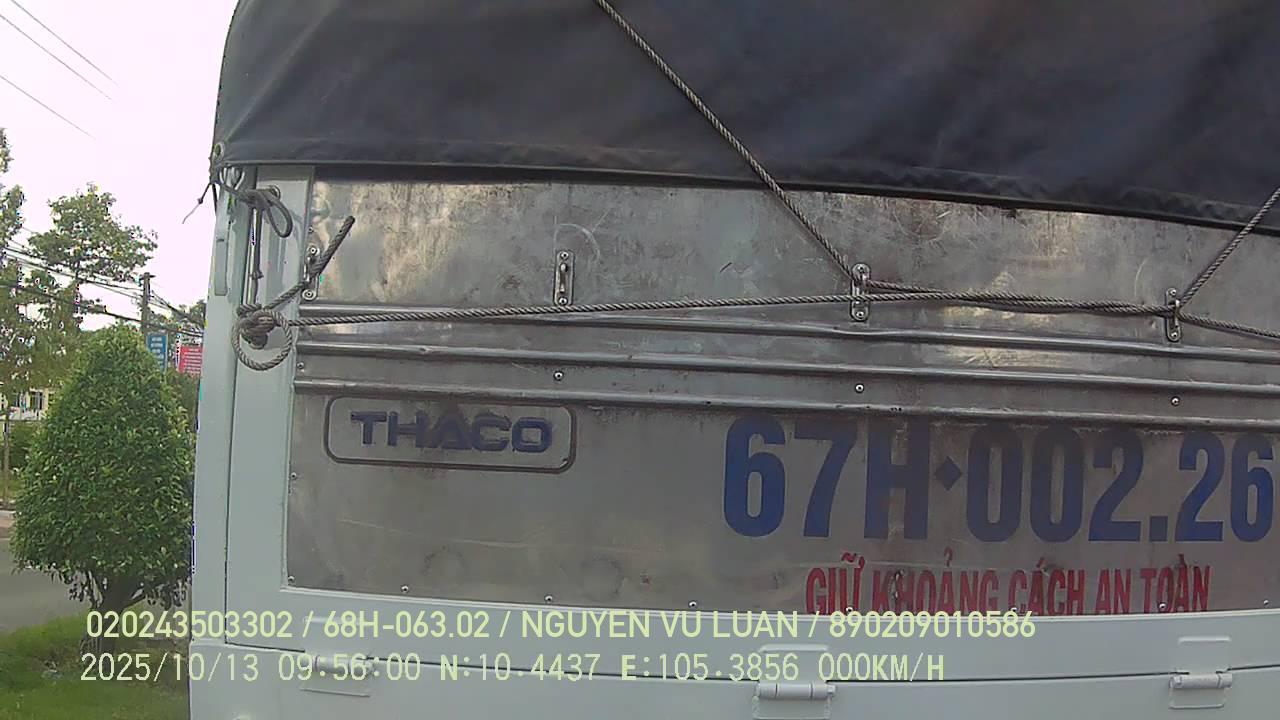 THACO
67H-002.26
GIỮ KHOẢNG CÁCH AN TOÀN
020243503302 / 68H-063.02 / NGUYEN VU LUAN / 890209010586
2025/10/13 09:56:00 N:10.4437 E:105.3856 000KM/H